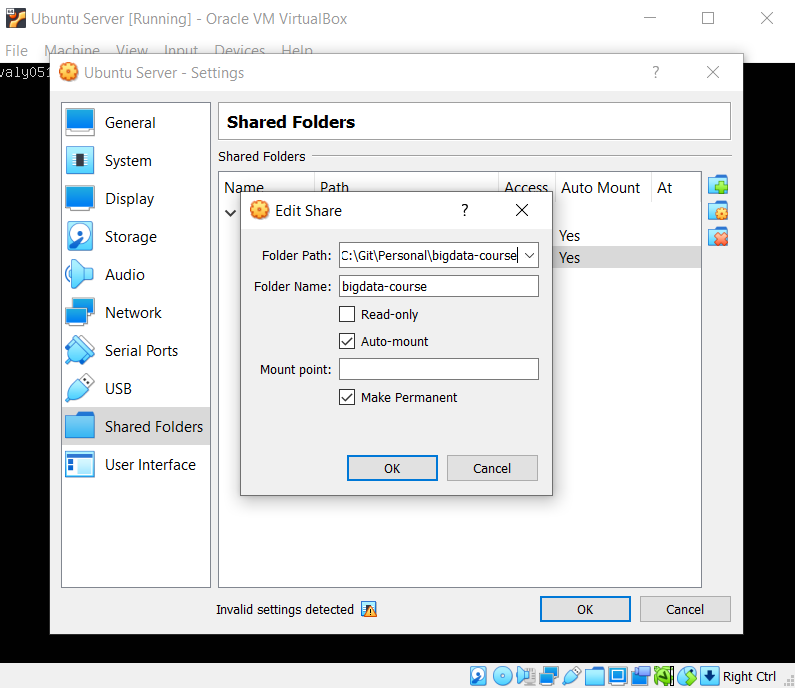 Ubuntu Server [Running] - Oracle VM VirtualBox
File Machine View Input Devices Help
valy051
Ubuntu Server - Settings ?
General
System
Display
Storage
Audio
Network
Serial Ports
USB
Shared Folders
User Interface
Shared Folders
Shared Folders
Name Path Access Auto Mount At
Yes
Yes
Edit Share ?
Folder Path: C:\Git\Personal\bigdata-course
Folder Name: bigdata-course
Read-only
Auto-mount
Mount point:
Make Permanent
OK Cancel
Invalid settings detected OK Cancel
Right Ctrl